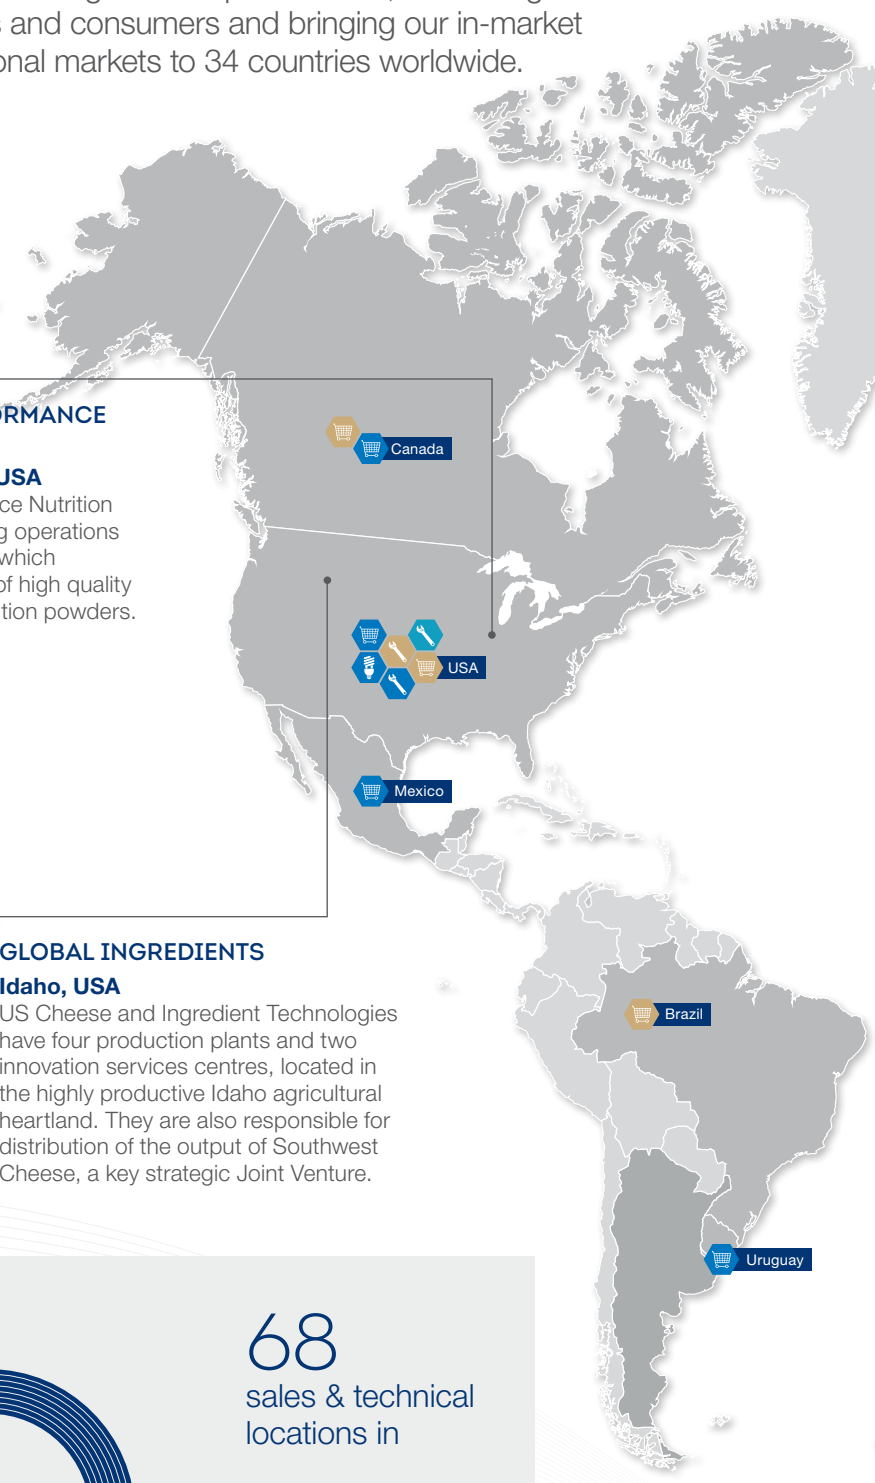 s and consumers and bringing our in-market
onal markets to 34 countries worldwide.
ORMANCE
USA
ce Nutrition
g operations
which
of high quality
tion powders.
Canada
USA
Mexico
GLOBAL INGREDIENTS
Idaho, USA
US Cheese and Ingredient Technologies
have four production plants and two
innovation services centres, located in
the highly productive Idaho agricultural
heartland. They are also responsible for
distribution of the output of Southwest
Cheese, a key strategic Joint Venture.
Brazil
Uruguay
68
sales & technical
locations in